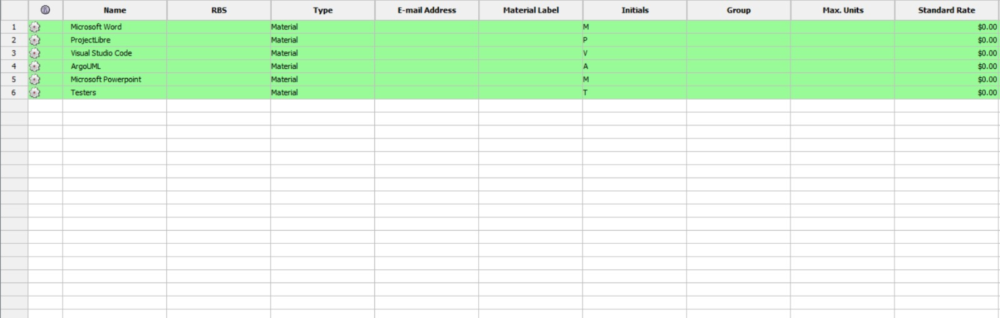 Name RBS Type E-mail Address Material Label Initials Group Max. Units Standard Rate
1 Microsoft Word Material M $0.00
2 ProjectLibre Material P $0.00
3 Visual Studio Code Material V $0.00
4 ArgoUML Material A $0.00
5 Microsoft Powerpoint Material M $0.00
6 Testers Material T $0.00